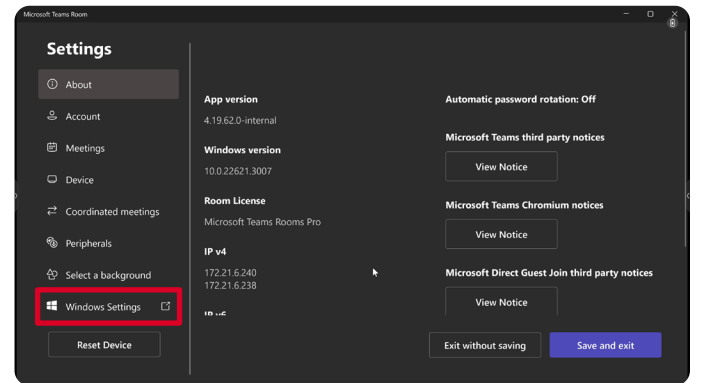 Microsoft Teams Room
Settings
About
Account
Meetings
Device
Coordinated meetings
Peripherals
Select a background
Windows Settings
Reset Device
App version
4.19.62.0-internal
Windows version
10.0.22621.3007
Room License
Microsoft Teams Rooms Pro
IP v4
172.21.6.240
172.21.6.238
IP v6
Automatic password rotation: Off
Microsoft Teams third party notices
View Notice
Microsoft Teams Chromium notices
View Notice
Microsoft Direct Guest Join third party notices
View Notice
Exit without saving
Save and exit